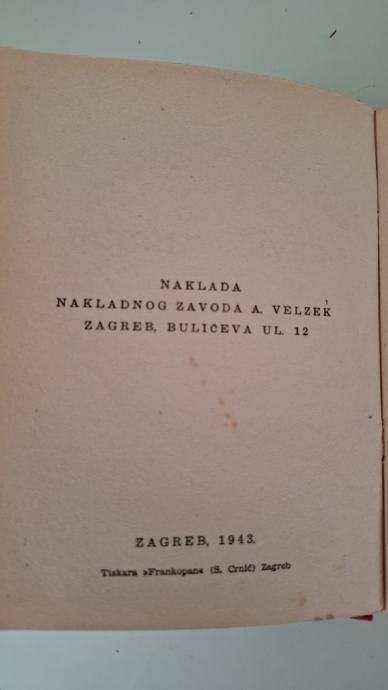 NAKLADA
NAKLADNOG ZAVODA A. VELZEK
ZAGREB, BULIĆEVA UL. 12
ZAGREB, 1943.
Tiskara »Frankopan« (S. Crnić) Zagreb